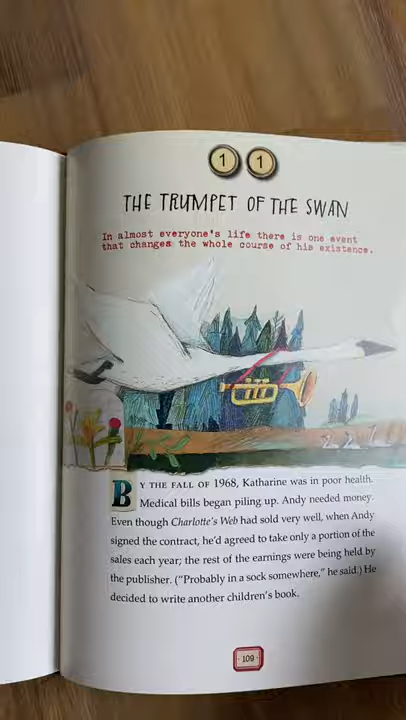 1 1
THE TRUMPET OF THE SWAN
In almost everyone's life there is one event
that changes the whole course of his existence.
BY THE FALL OF 1968, Katharine was in poor health.
Medical bills began piling up. Andy needed money.
Even though Charlotte's Web had sold very well, when Andy
signed the contract, he'd agreed to take only a portion of the
sales each year; the rest of the earnings were being held by
the publisher. ("Probably in a sock somewhere," he said.) He
decided to write another children's book.
109